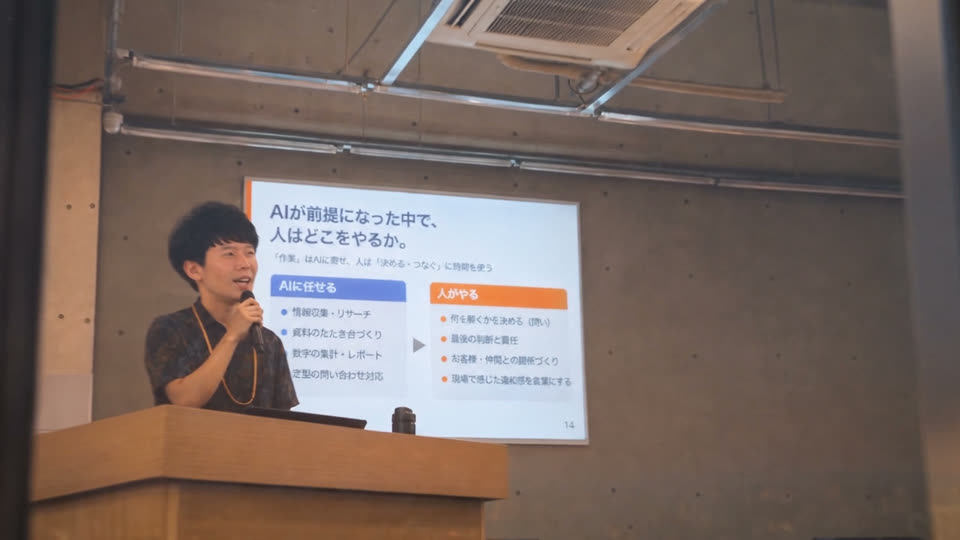 AIが前提になった中で、
人はどこをやるか。
「作業」はAIに寄せ、人は「決める・つなぐ」に時間を使う
AIに任せる
情報収集・リサーチ
資料のたたき台づくり
数字の集計・レポート
定型の問い合わせ対応
人がやる
何を解くかを決める（問い）
最後の判断と責任
お客様・仲間との関係づくり
現場で感じた違和感を言葉にする
14